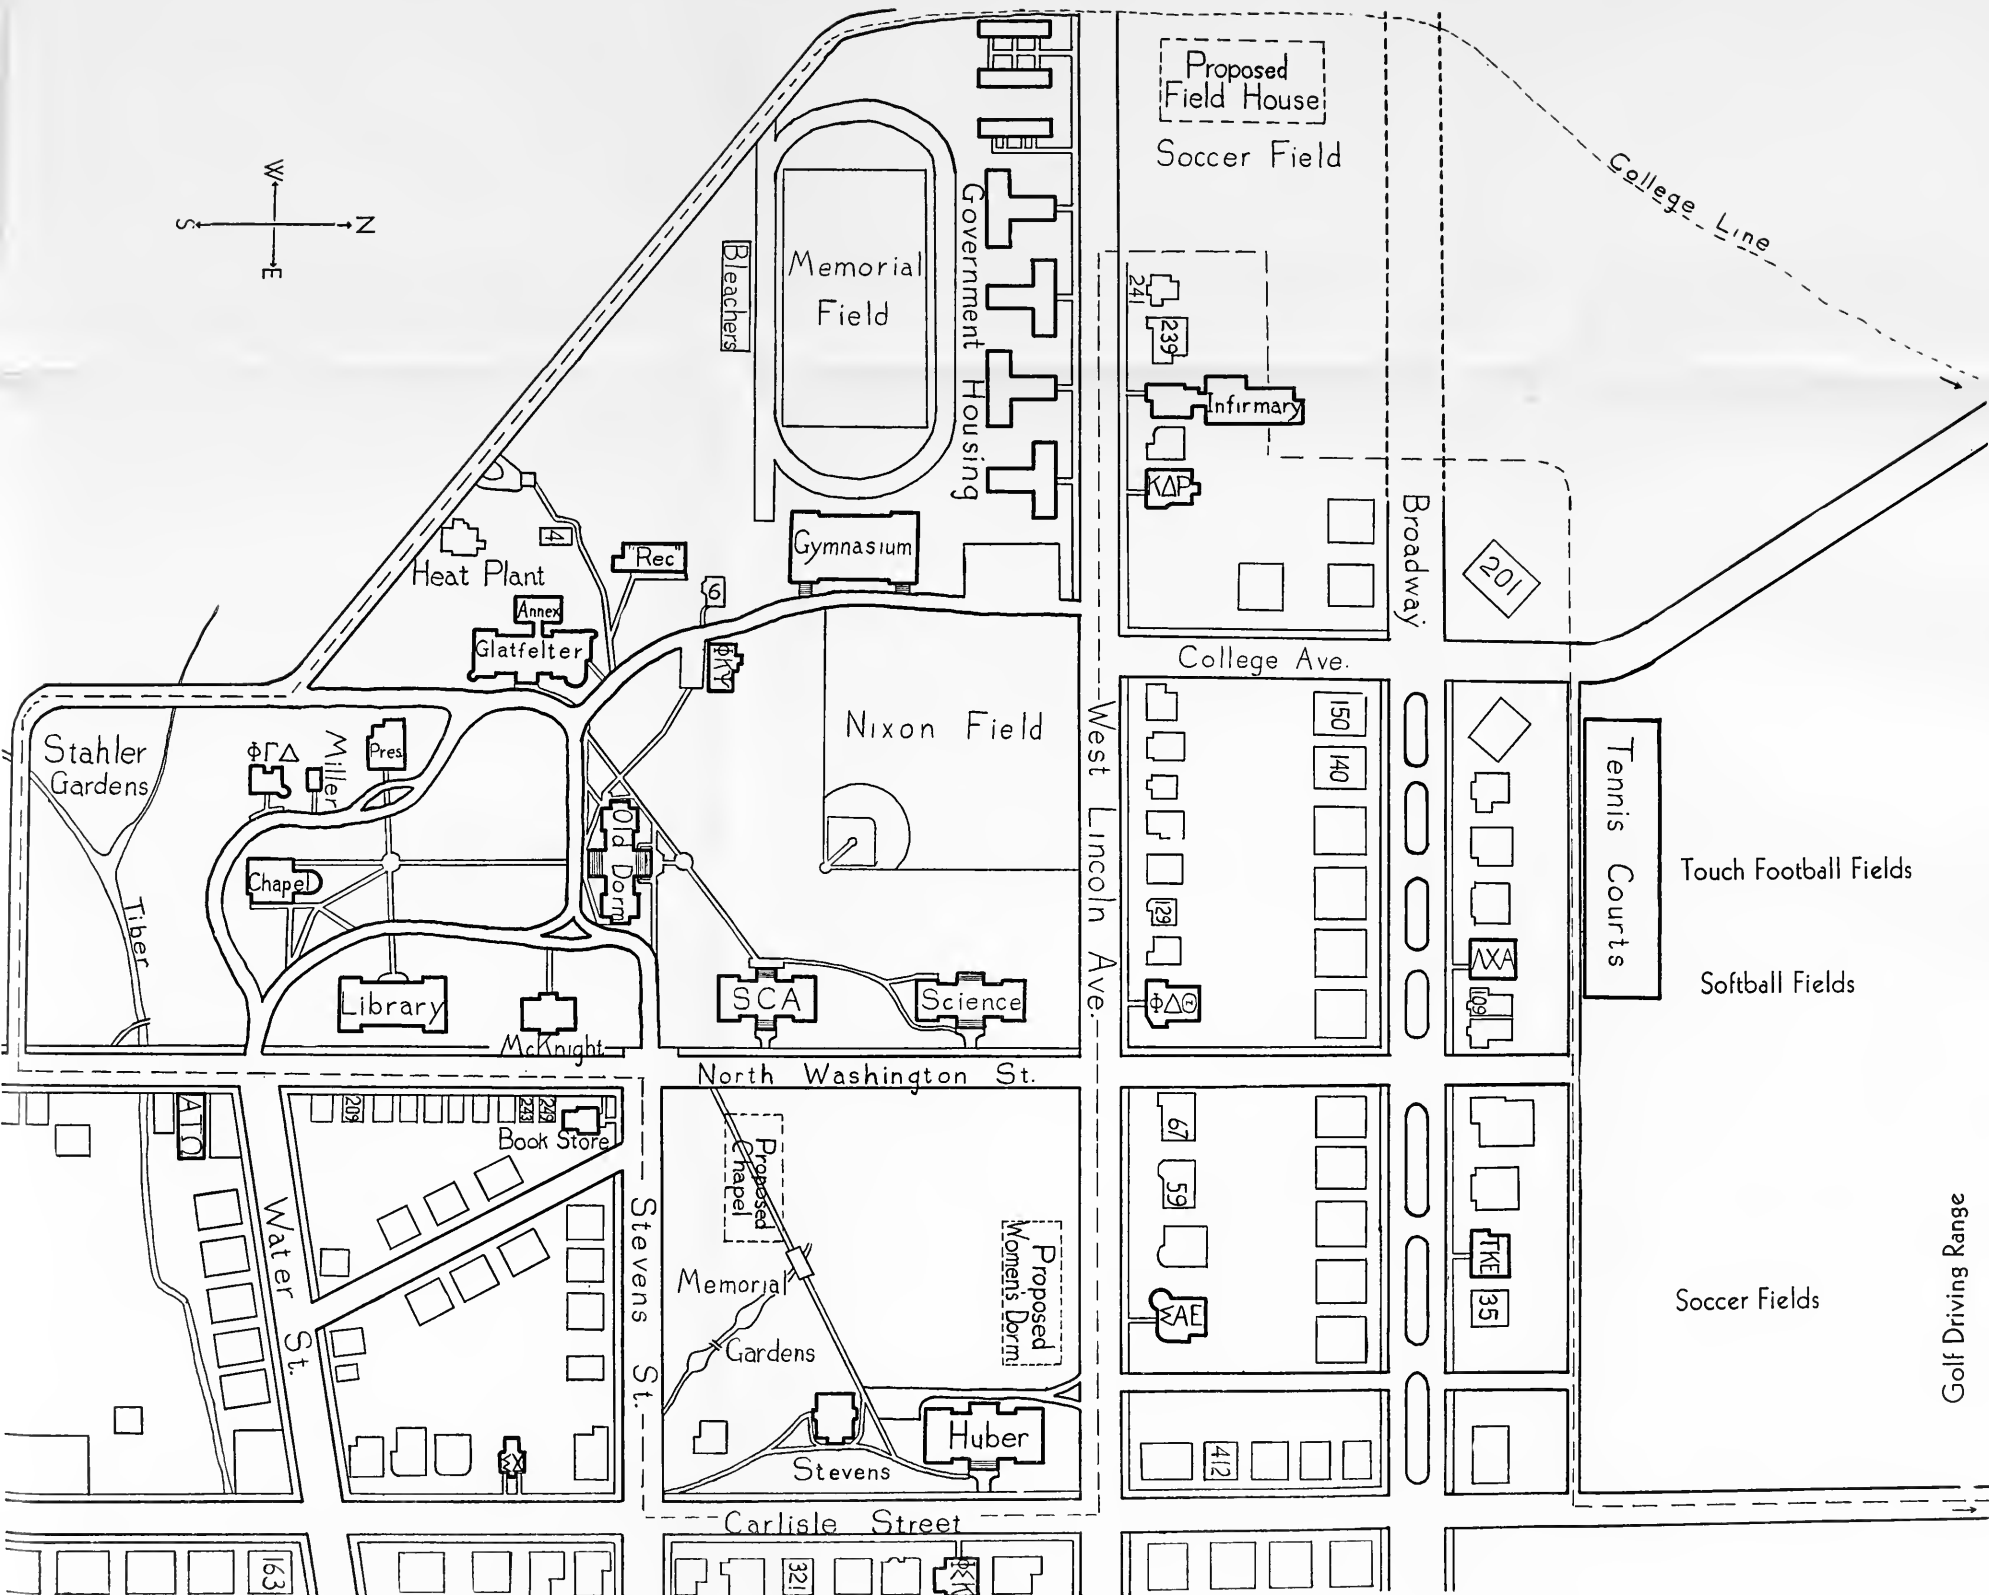 Proposed
Field House
Soccer Field
College Line
W
S
N
E
Memorial
Field
Bleachers
Government Housing
241
239
Infirmary
ΚΔΡ
Broadway
201
Gymnasium
4
"Rec"
6
Heat Plant
Annex
Glatfelter
ΦΚΥ
College Ave.
Nixon Field
West Lincoln Ave.
150
140
Tennis Courts
Touch Football Fields
Softball Fields
Stahler
Gardens
ΦΓΔ
Miller
Pres.
Chapel
Old Dorm
129
ΛΧΑ
109
Tiber
Library
McKnight
SCA
Science
ΦΔΘ
North Washington St.
ΑΤΩ
209
243
249
Book Store
Water St.
Stevens St.
Proposed
Chapel
Memorial
Gardens
Proposed
Women's Dorm
67
59
ΣΑΕ
ΤΚΕ
35
Soccer Fields
Golf Driving Range
ΣΧ
Stevens
Huber
412
Carlisle Street
163
321
ΦΣΚ